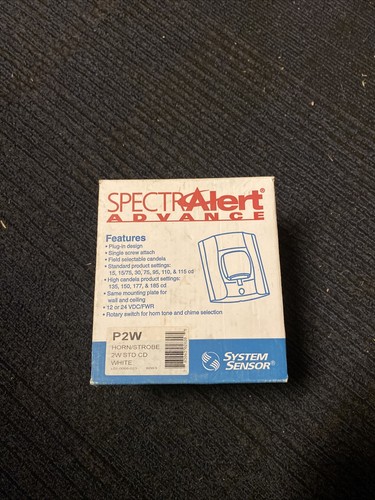 SPECTRAlert®
ADVANCE
Features
• Plug-in design
• Single screw attach
• Field selectable candela
• Standard product settings:
15, 15/75, 30, 75, 95, 110, & 115 cd
• High candela product settings:
135, 150, 177, & 185 cd
• Same mounting plate for
wall and ceiling
• 12 or 24 VDC/FWR
• Rotary switch for horn tone and chime selection
P2W
HORN/STROBE
2W STD CD
WHITE
SYSTEM
SENSOR®